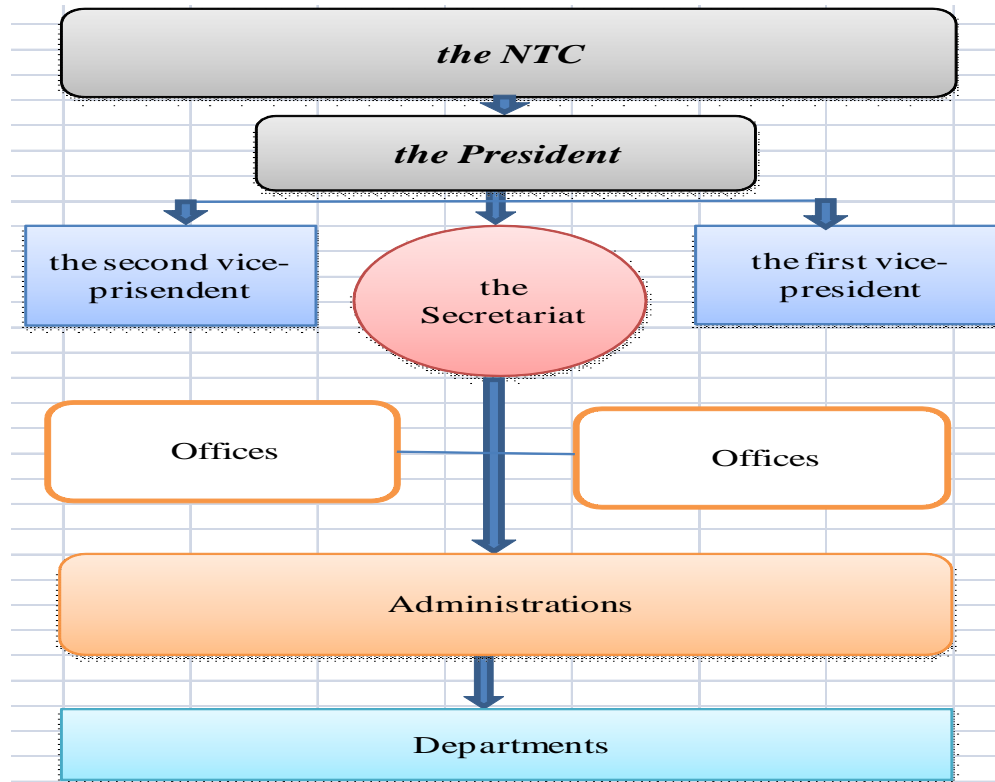 the NTC
the President
the second vice-
prisendent
the
Secretariat
the first vice-
president
Offices
Offices
Administrations
Departments